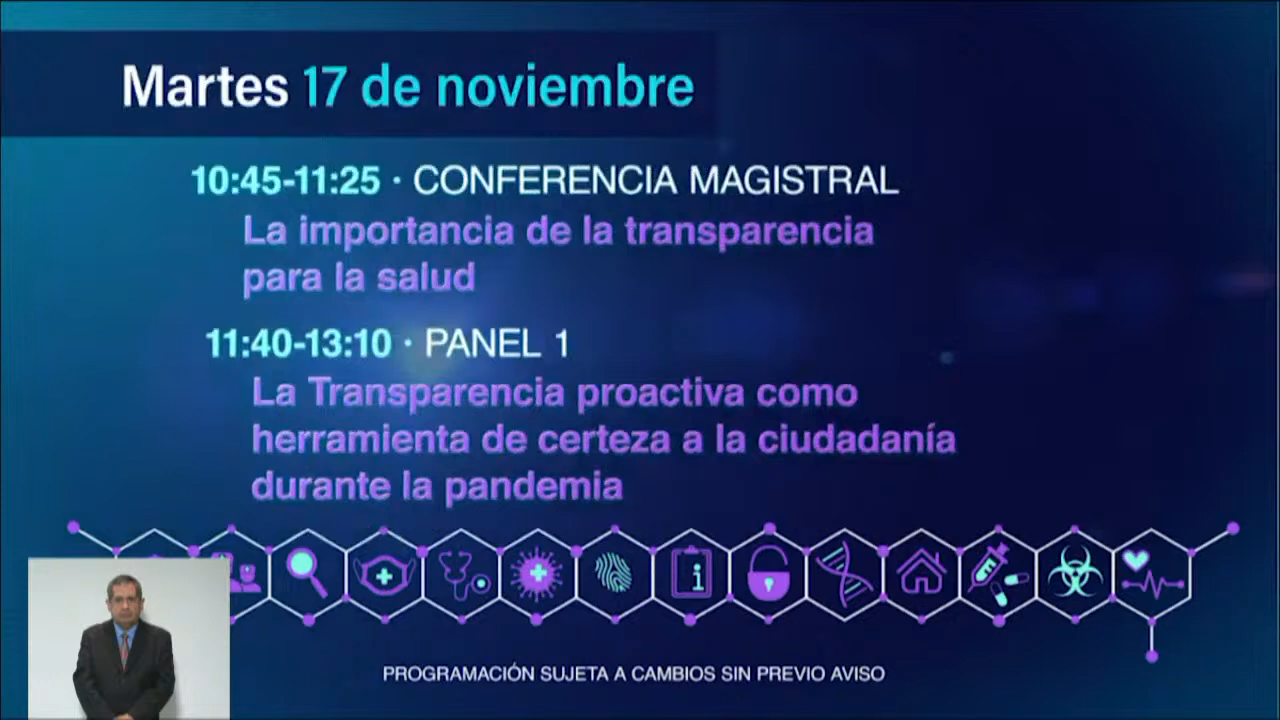 Martes 17 de noviembre
10:45-11:25 · CONFERENCIA MAGISTRAL
La importancia de la transparencia
para la salud
11:40-13:10 · PANEL 1
La Transparencia proactiva como
herramienta de certeza a la ciudadanía
durante la pandemia
i
PROGRAMACIÓN SUJETA A CAMBIOS SIN PREVIO AVISO